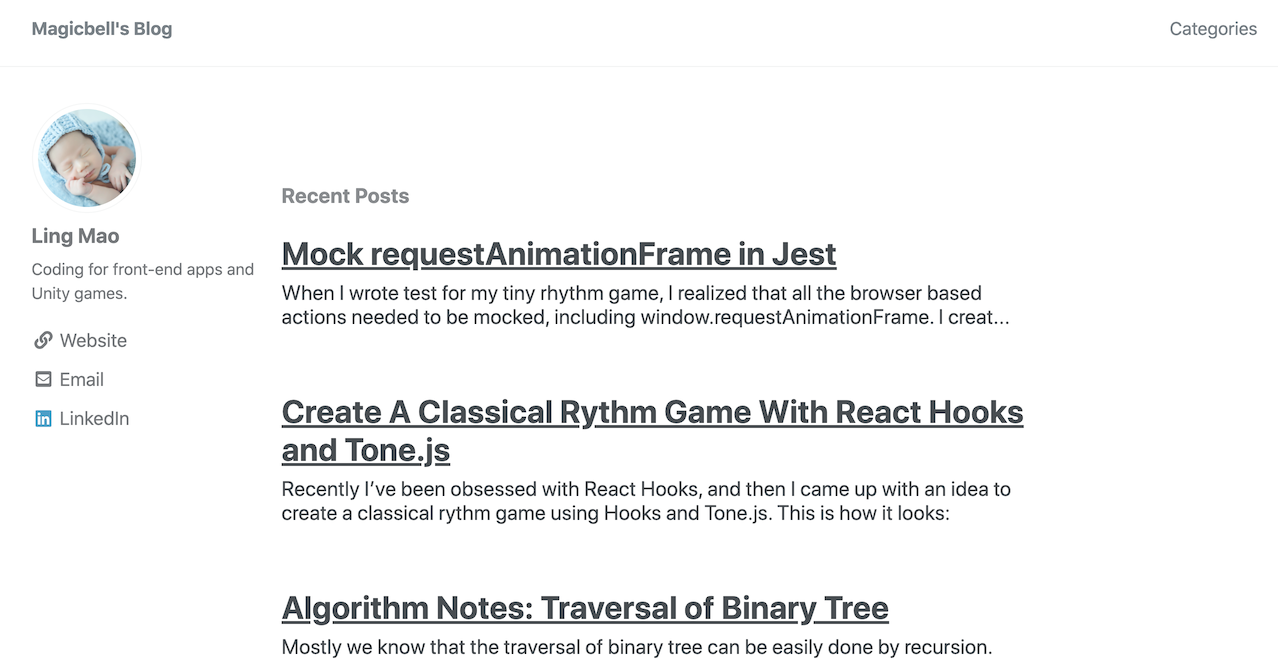 Magicbell's Blog
Categories
Ling Mao
Coding for front-end apps and
Unity games.
Website
Email
LinkedIn
Recent Posts
Mock requestAnimationFrame in Jest
When I wrote test for my tiny rhythm game, I realized that all the browser based
actions needed to be mocked, including window.requestAnimationFrame. I creat...
Create A Classical Rythm Game With React Hooks
and Tone.js
Recently I’ve been obsessed with React Hooks, and then I came up with an idea to
create a classical rythm game using Hooks and Tone.js. This is how it looks:
Algorithm Notes: Traversal of Binary Tree
Mostly we know that the traversal of binary tree can be easily done by recursion.